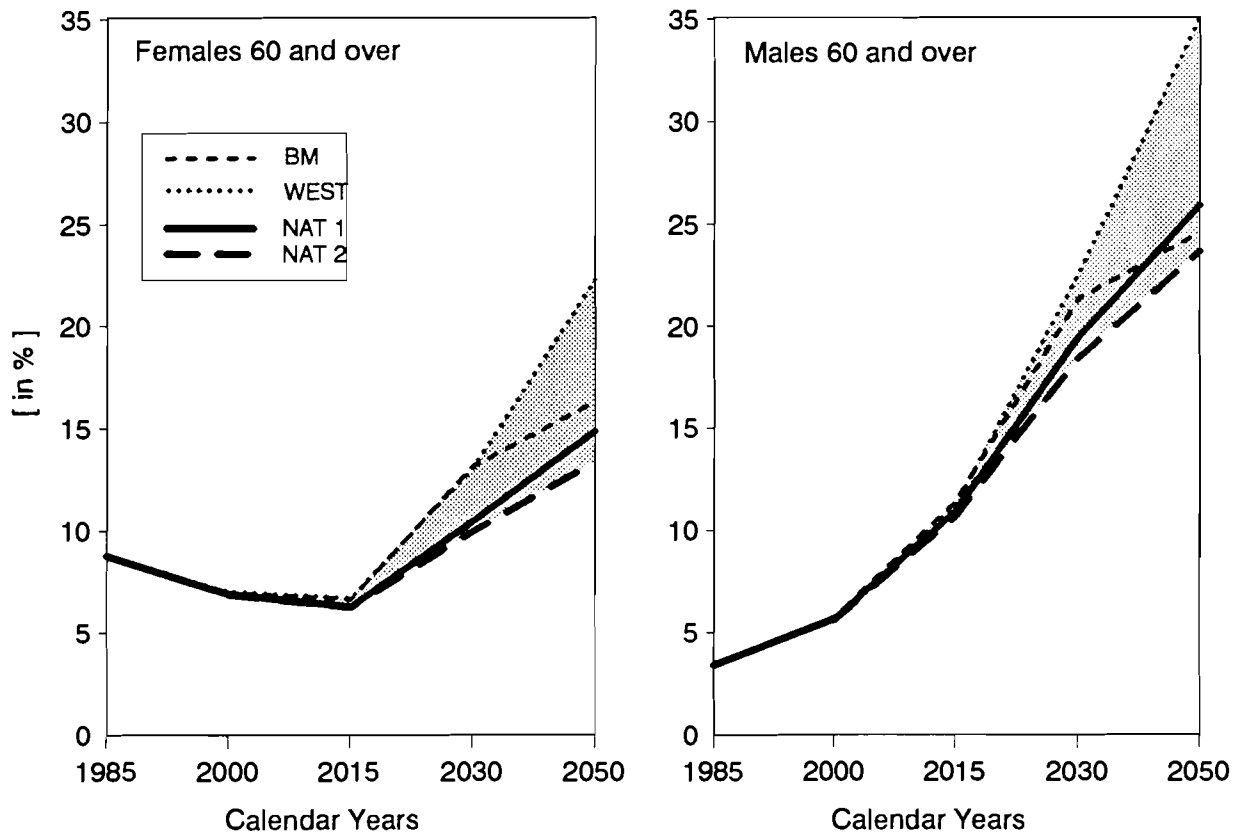 Females 60 and over
BM
WEST
NAT 1
NAT 2
[ in % ]
35
30
25
20
15
10
5
0
1985 2000 2015 2030 2050
Calendar Years
Males 60 and over
35
30
25
20
15
10
5
0
1985 2000 2015 2030 2050
Calendar Years